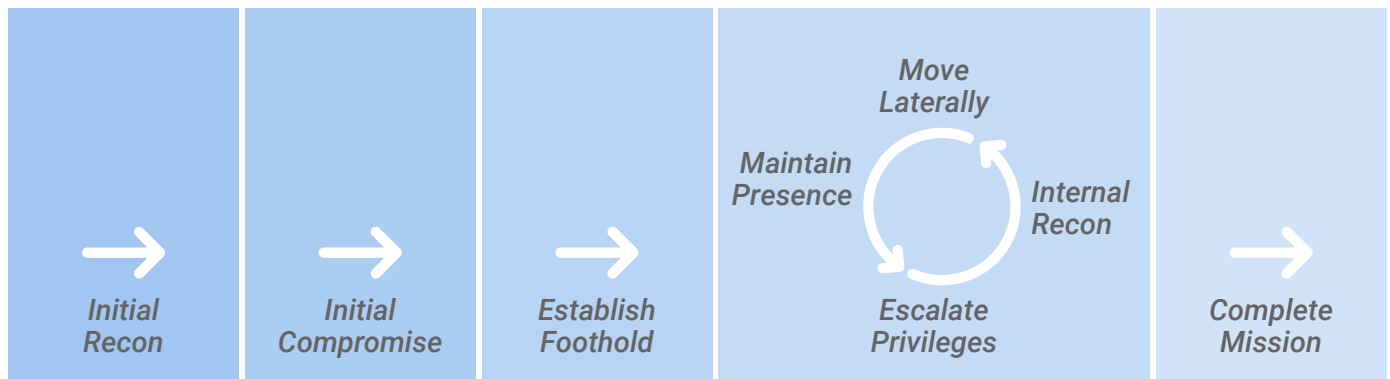 Initial
Recon
Initial
Compromise
Establish
Foothold
Move
Laterally
Maintain
Presence
Internal
Recon
Escalate
Privileges
Complete
Mission